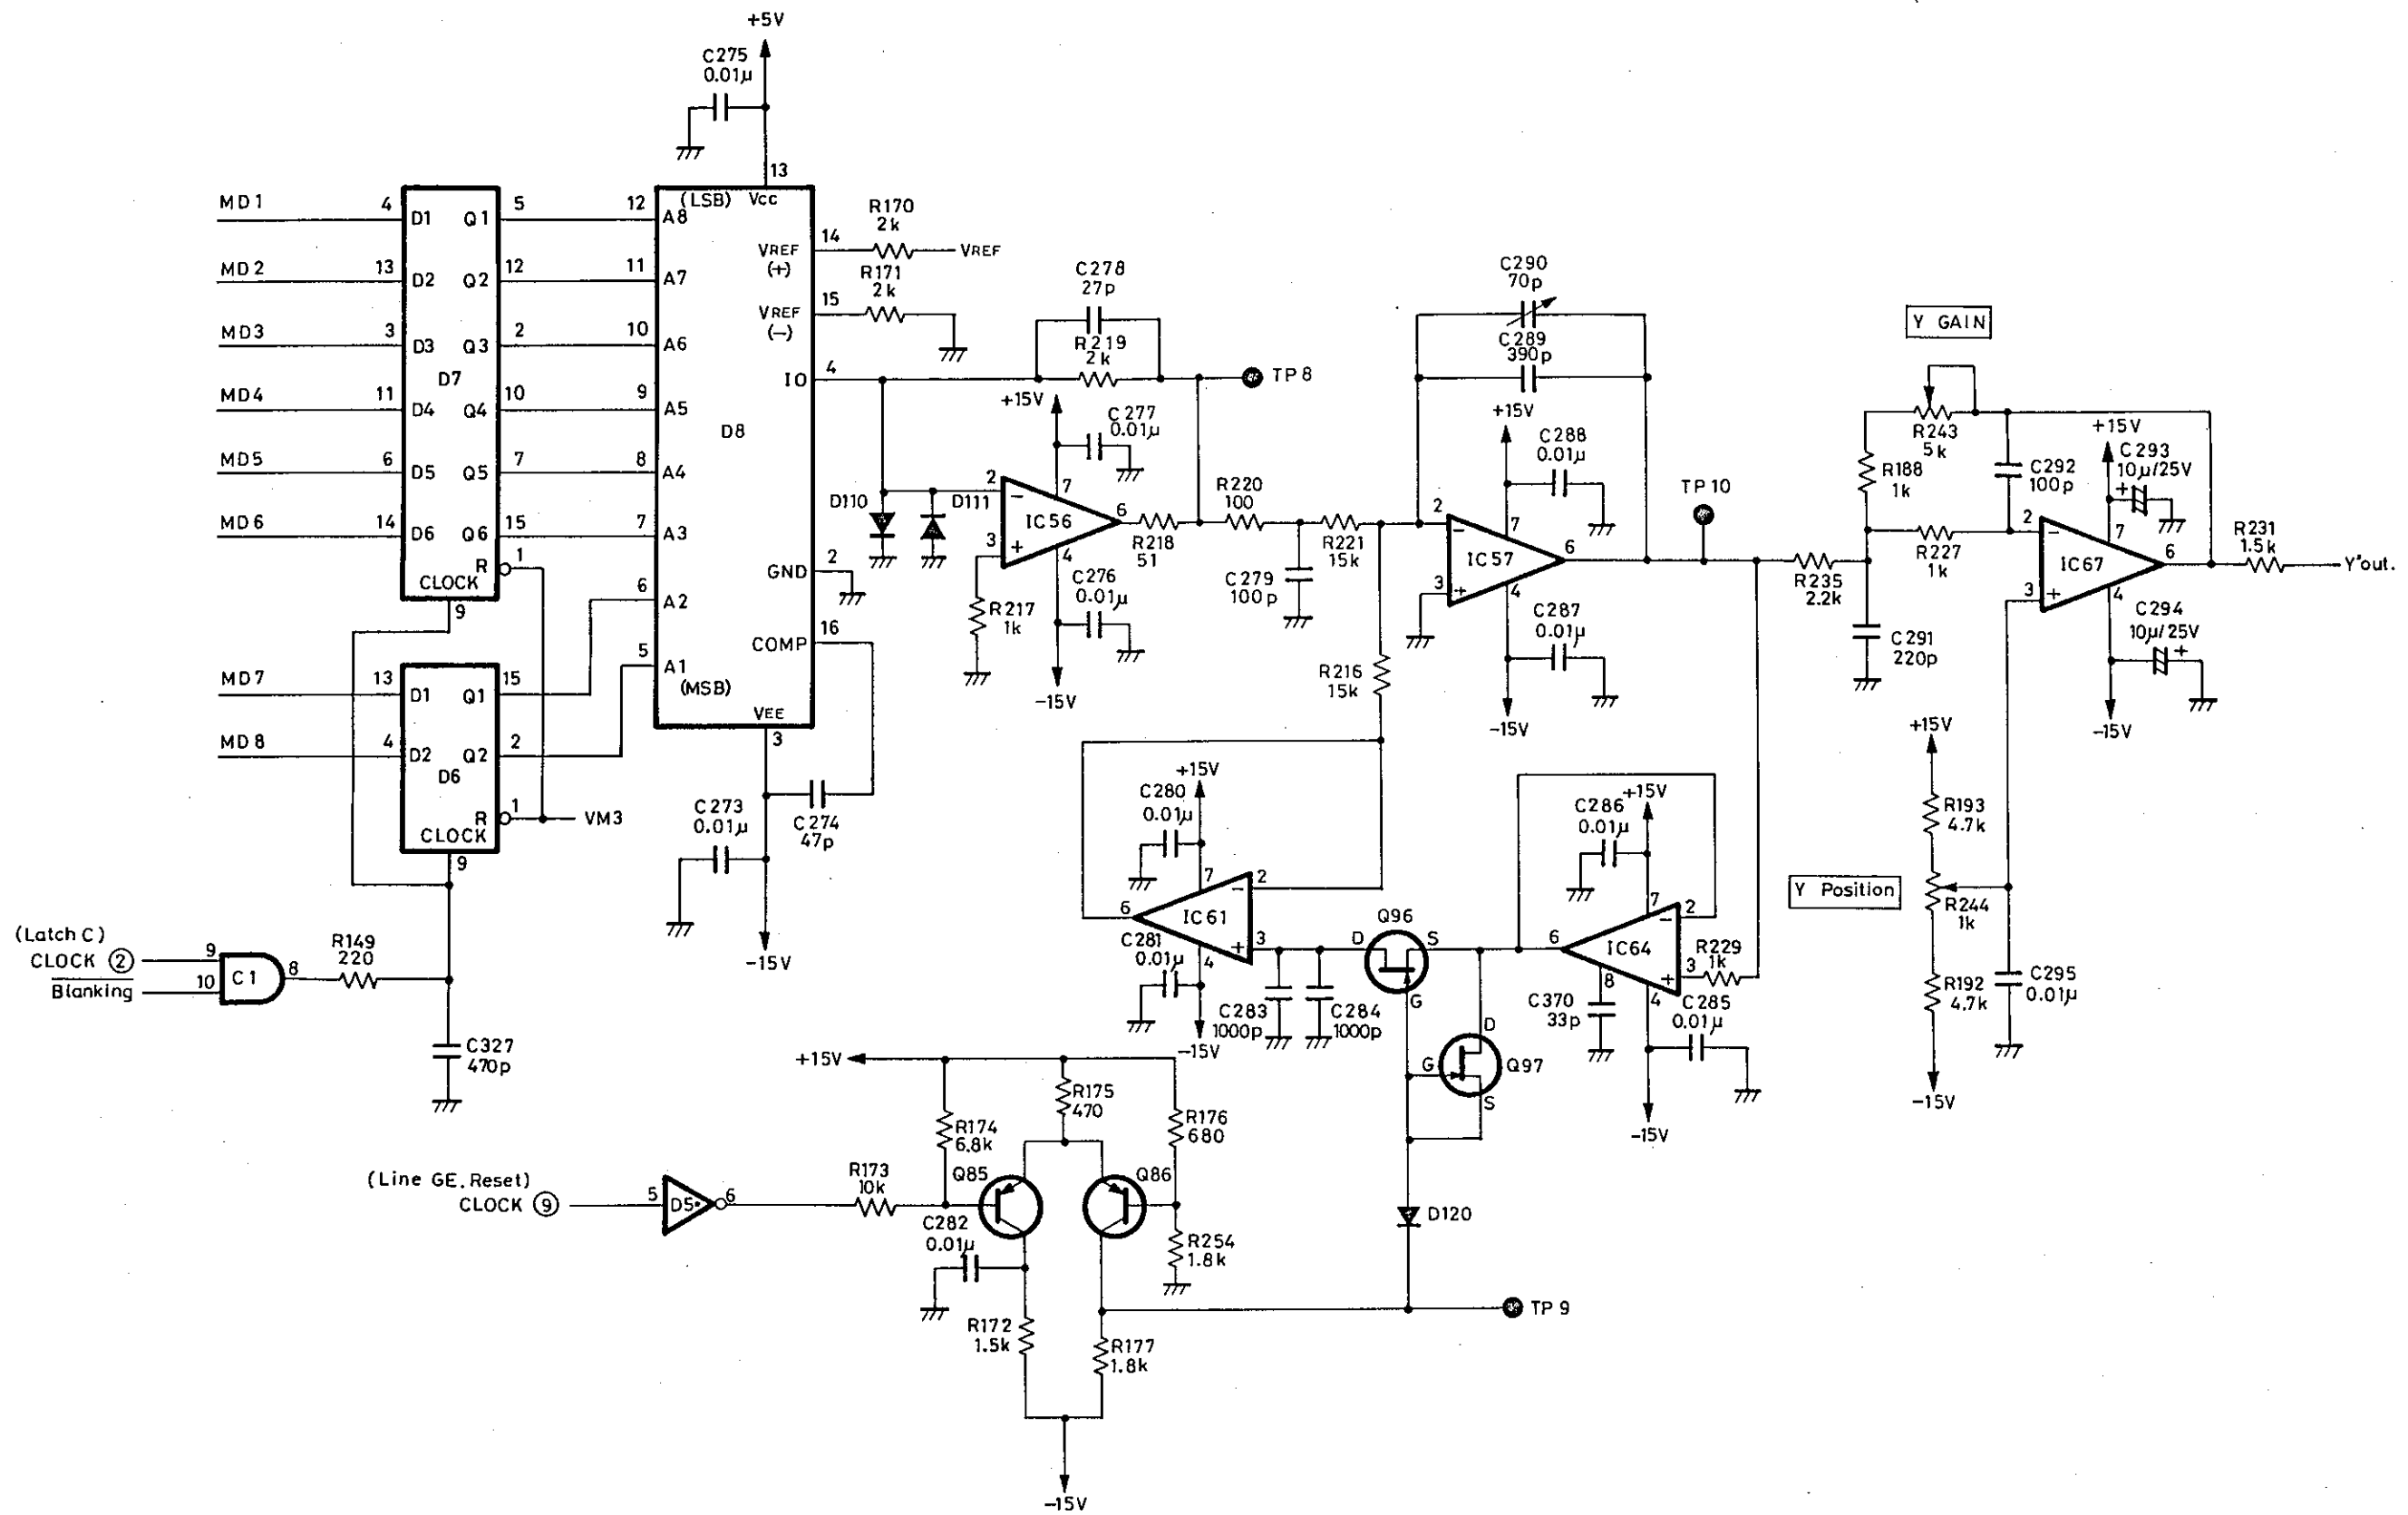 +5V
C275
0.01μ
13
(LSB) Vcc
MD1
4
D1
Q1
5
12
A8
MD2
13
D2
Q2
12
11
A7
MD3
3
D3
Q3
2
10
A6
D7
MD4
11
D4
Q4
10
9
A5
MD5
6
D5
Q5
7
8
A4
MD6
14
D6
Q6
15
7
A3
R
1
CLOCK
9
6
A2
5
A1
(MSB)
D8
VREF
(+)
14
R170
2k
VREF
R171
2k
VREF
(−)
15
IO
4
GND
2
COMP
16
VEE
3
MD7
13
D1
Q1
15
MD8
4
D2
Q2
2
D6
R
1
VM3
CLOCK
9
C273
0.01μ
C274
47p
-15V
(Latch C)
CLOCK ②
9
Blanking
10
C1
8
R149
220
C327
470p
C278
27p
R219
2k
TP8
+15V
C277
0.01μ
D110
D111
2
−
7
IC56
6
3
+
4
R218
51
R217
1k
C276
0.01μ
-15V
R220
100
C279
100p
R221
15k
R216
15k
C290
70p
C289
390p
+15V
C288
0.01μ
2
−
7
IC57
6
3
+
4
C287
0.01μ
-15V
TP10
R235
2.2k
C291
220p
Y GAIN
R243
5k
R188
1k
R227
1k
C292
100p
+15V
C293
10μ/25V
+
2
−
7
IC67
6
3
+
4
C294
10μ/25V
+
-15V
R231
1.5k
Y"out.
+15V
R193
4.7k
Y Position
R244
1k
R192
4.7k
-15V
C295
0.01μ
+15V
C280
0.01μ
7
−
2
6
IC61
+
3
4
C281
0.01μ
-15V
C283
1000p
C284
1000p
Q96
D
S
G
D
G
Q97
S
C286
0.01μ
+15V
7
−
2
6
IC64
8
+
3
4
R229
1k
C370
33p
C285
0.01μ
-15V
+15V
R175
470
R174
6.8k
R176
680
(Line GE. Reset)
CLOCK ⑨
5
D5*
6
R173
10k
Q85
Q86
C282
0.01μ
R254
1.8k
R172
1.5k
R177
1.8k
-15V
D120
TP9